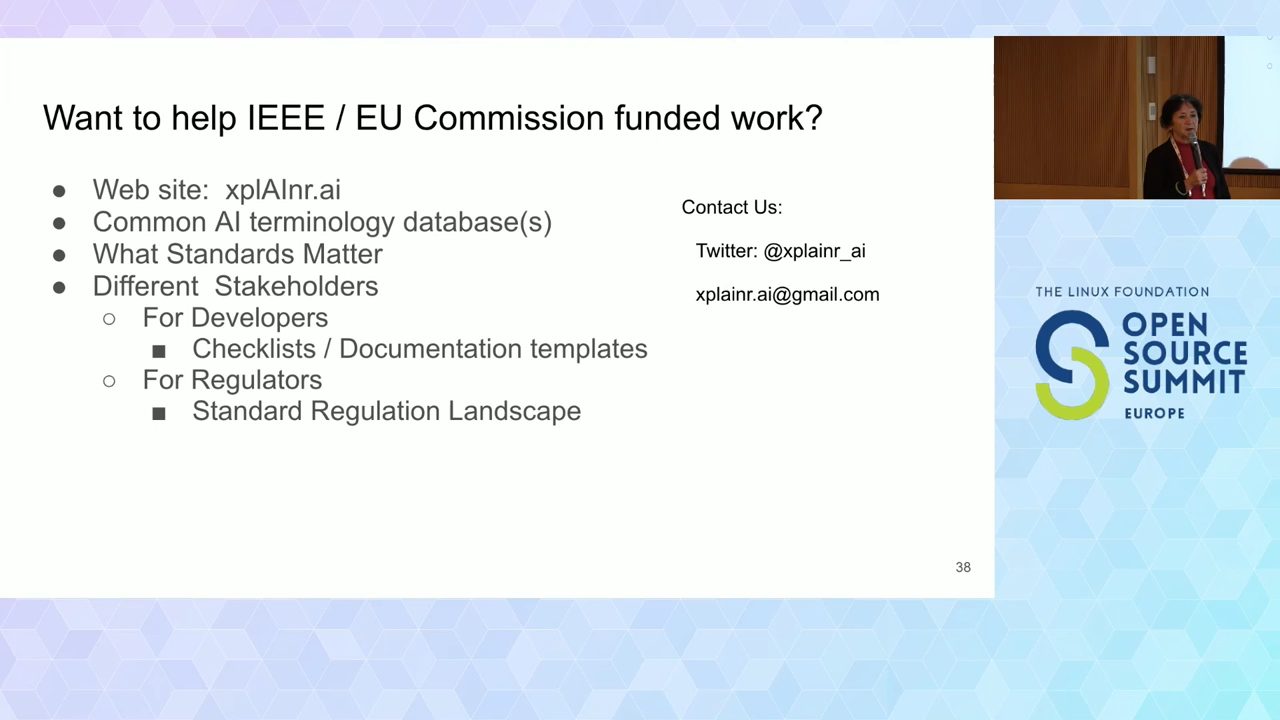 Want to help IEEE / EU Commission funded work?
● Web site: xplAInr.ai
● Common AI terminology database(s)
● What Standards Matter
● Different Stakeholders
○ For Developers
■ Checklists / Documentation templates
○ For Regulators
■ Standard Regulation Landscape
Contact Us:
Twitter: @xplainr_ai
xplainr.ai@gmail.com
38
THE LINUX FOUNDATION
OPEN
SOURCE
SUMMIT
EUROPE